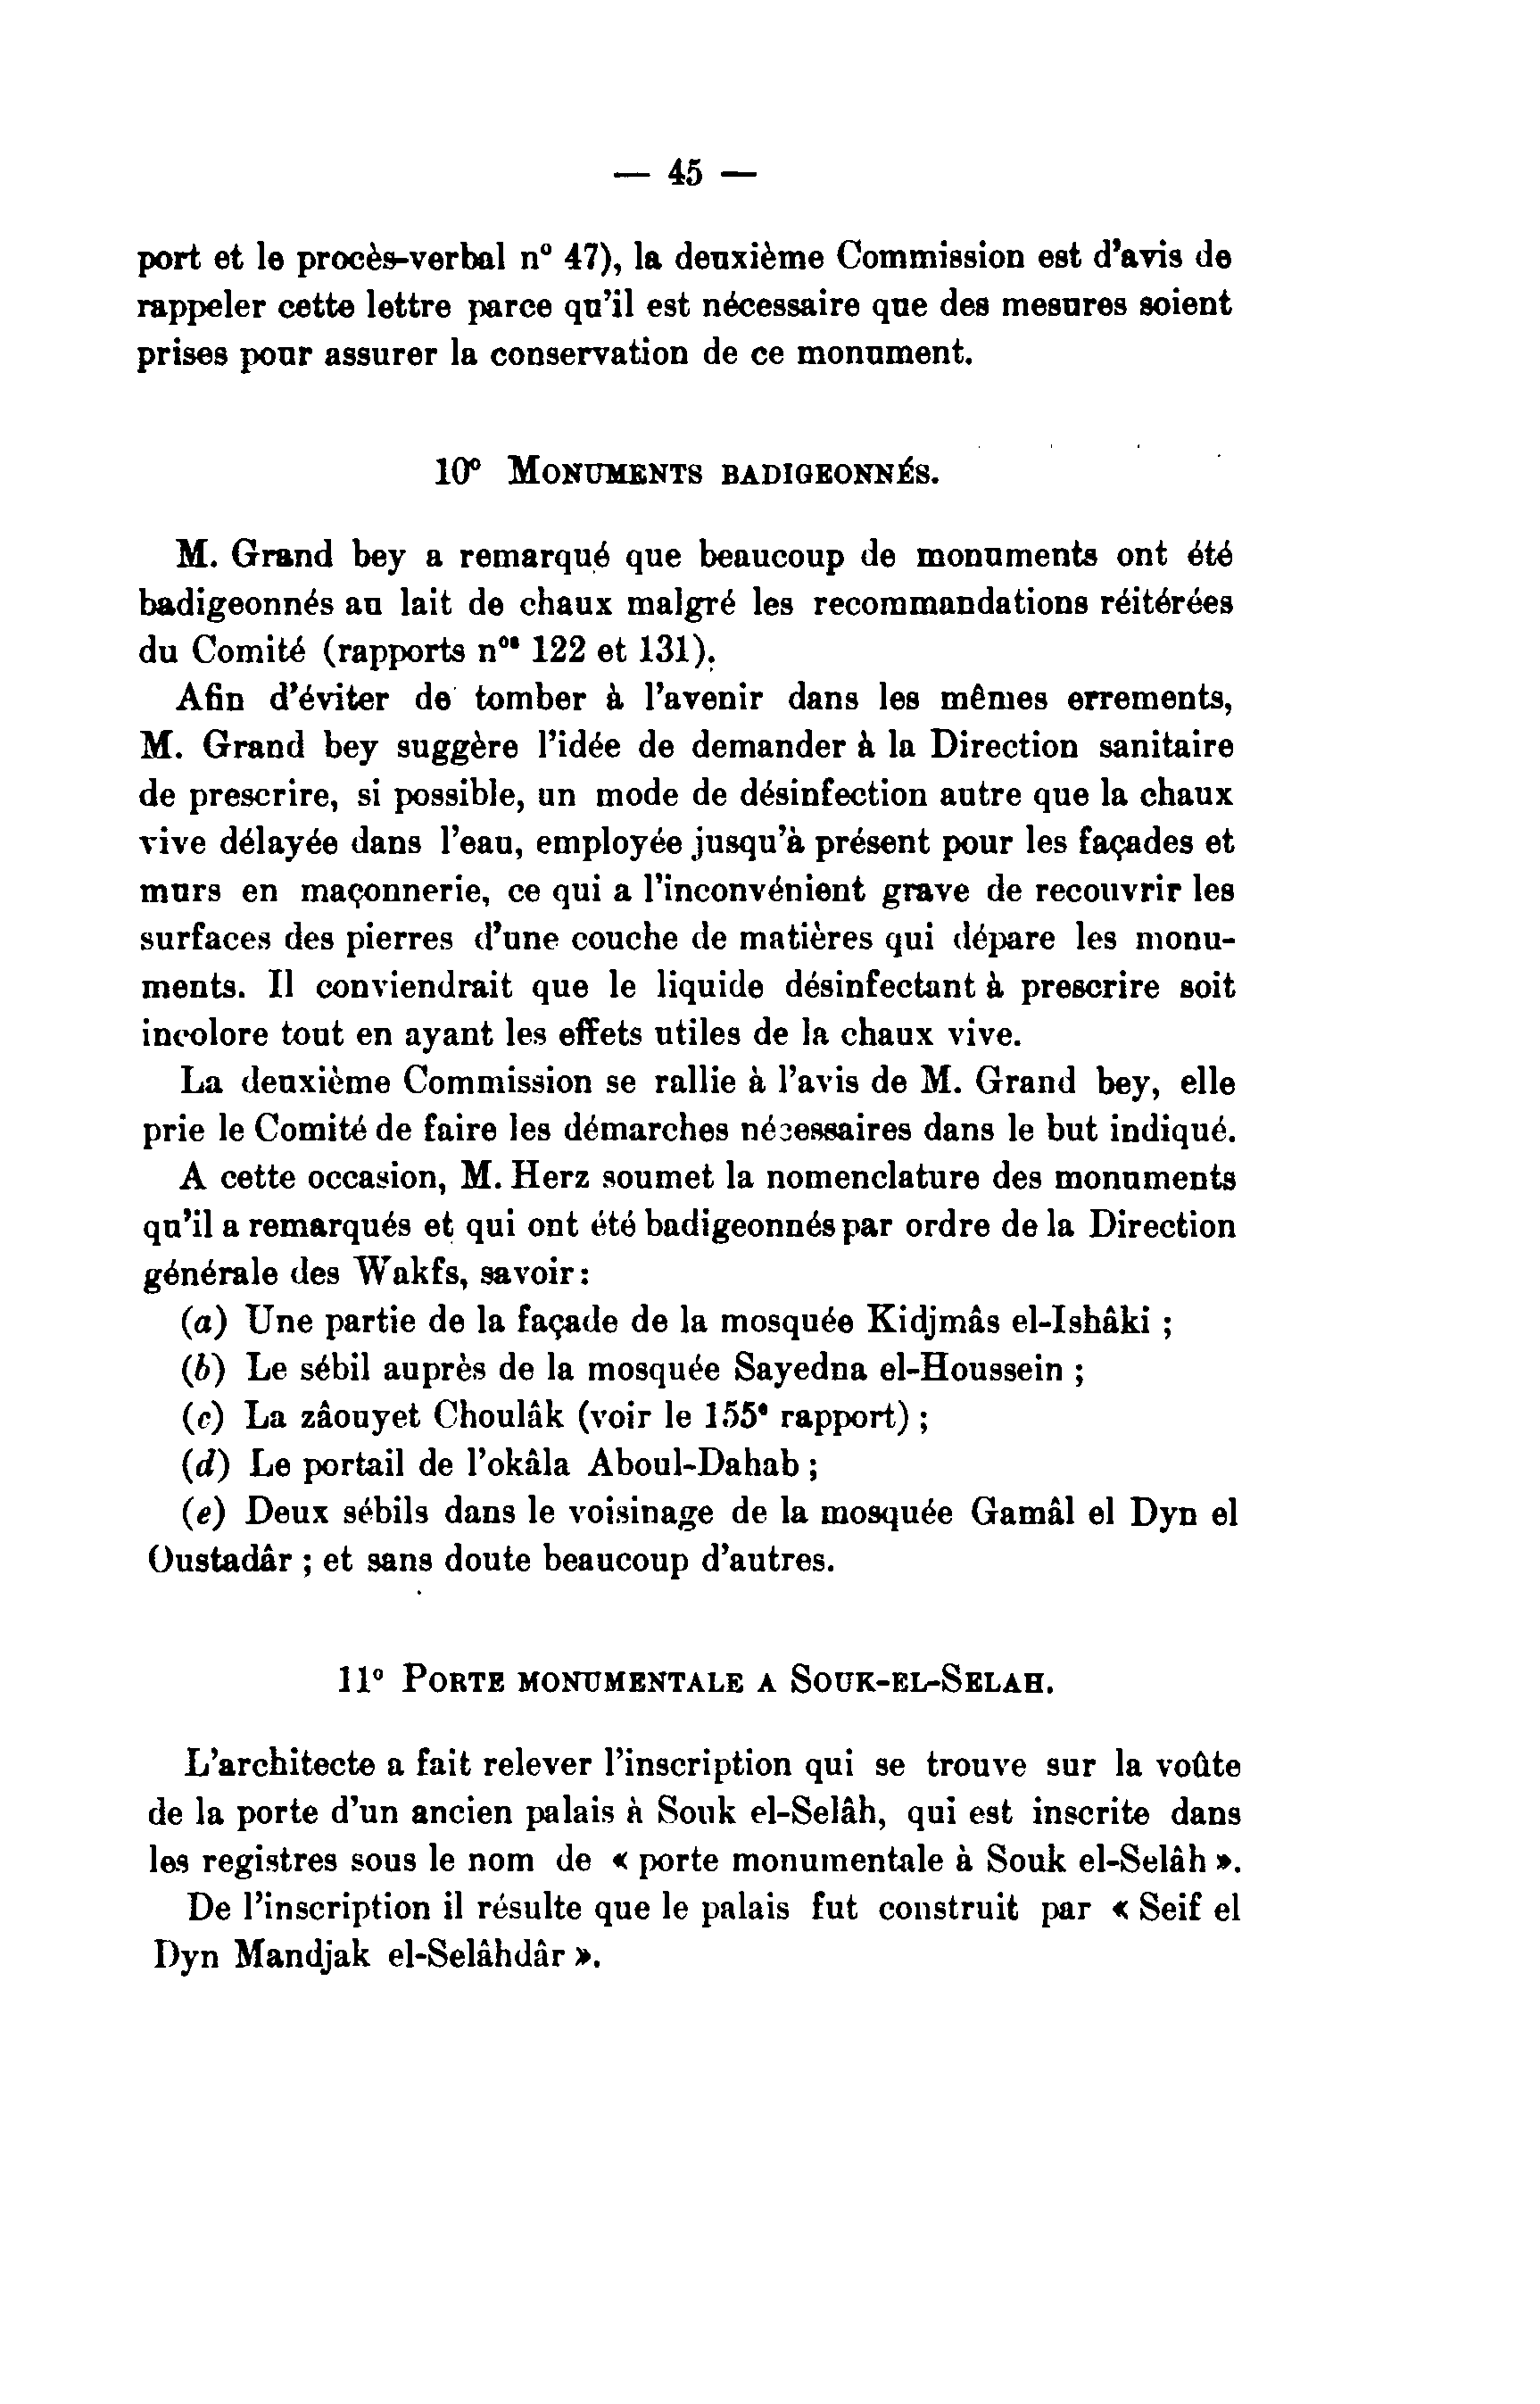 — 45 —
port et le procès-verbal n° 47), la deuxième Commission est d'avis de
rappeler cette lettre parce qu'il est nécessaire que des mesures soient
prises pour assurer la conservation de ce monument.
10° MONUMENTS BADIGEONNÉS.
M. Grand bey a remarqué que beaucoup de monuments ont été
badigeonnés au lait de chaux malgré les recommandations réitérées
du Comité (rapports nos 122 et 131).
Afin d'éviter de tomber à l'avenir dans les mêmes errements,
M. Grand bey suggère l'idée de demander à la Direction sanitaire
de prescrire, si possible, un mode de désinfection autre que la chaux
vive délayée dans l'eau, employée jusqu'à présent pour les façades et
murs en maçonnerie, ce qui a l'inconvénient grave de recouvrir les
surfaces des pierres d'une couche de matières qui dépare les monu-
ments. Il conviendrait que le liquide désinfectant à prescrire soit
incolore tout en ayant les effets utiles de la chaux vive.
La deuxième Commission se rallie à l'avis de M. Grand bey, elle
prie le Comité de faire les démarches nécessaires dans le but indiqué.
A cette occasion, M. Herz soumet la nomenclature des monuments
qu'il a remarqués et qui ont été badigeonnés par ordre de la Direction
générale des Wakfs, savoir:
(a) Une partie de la façade de la mosquée Kidjmâs el-Ishâki ;
(b) Le sébil auprès de la mosquée Sayedna el-Houssein ;
(c) La zâouyet Choulâk (voir le 155e rapport) ;
(d) Le portail de l'okâla Aboul-Dahab ;
(e) Deux sébils dans le voisinage de la mosquée Gamâl el Dyn el
Oustadâr ; et sans doute beaucoup d'autres.
11° PORTE MONUMENTALE A SOUK-EL-SELAH.
L'architecte a fait relever l'inscription qui se trouve sur la voûte
de la porte d'un ancien palais à Souk el-Selâh, qui est inscrite dans
les registres sous le nom de « porte monumentale à Souk el-Selâh ».
De l'inscription il résulte que le palais fut construit par « Seif el
Dyn Mandjak el-Selâhdâr ».